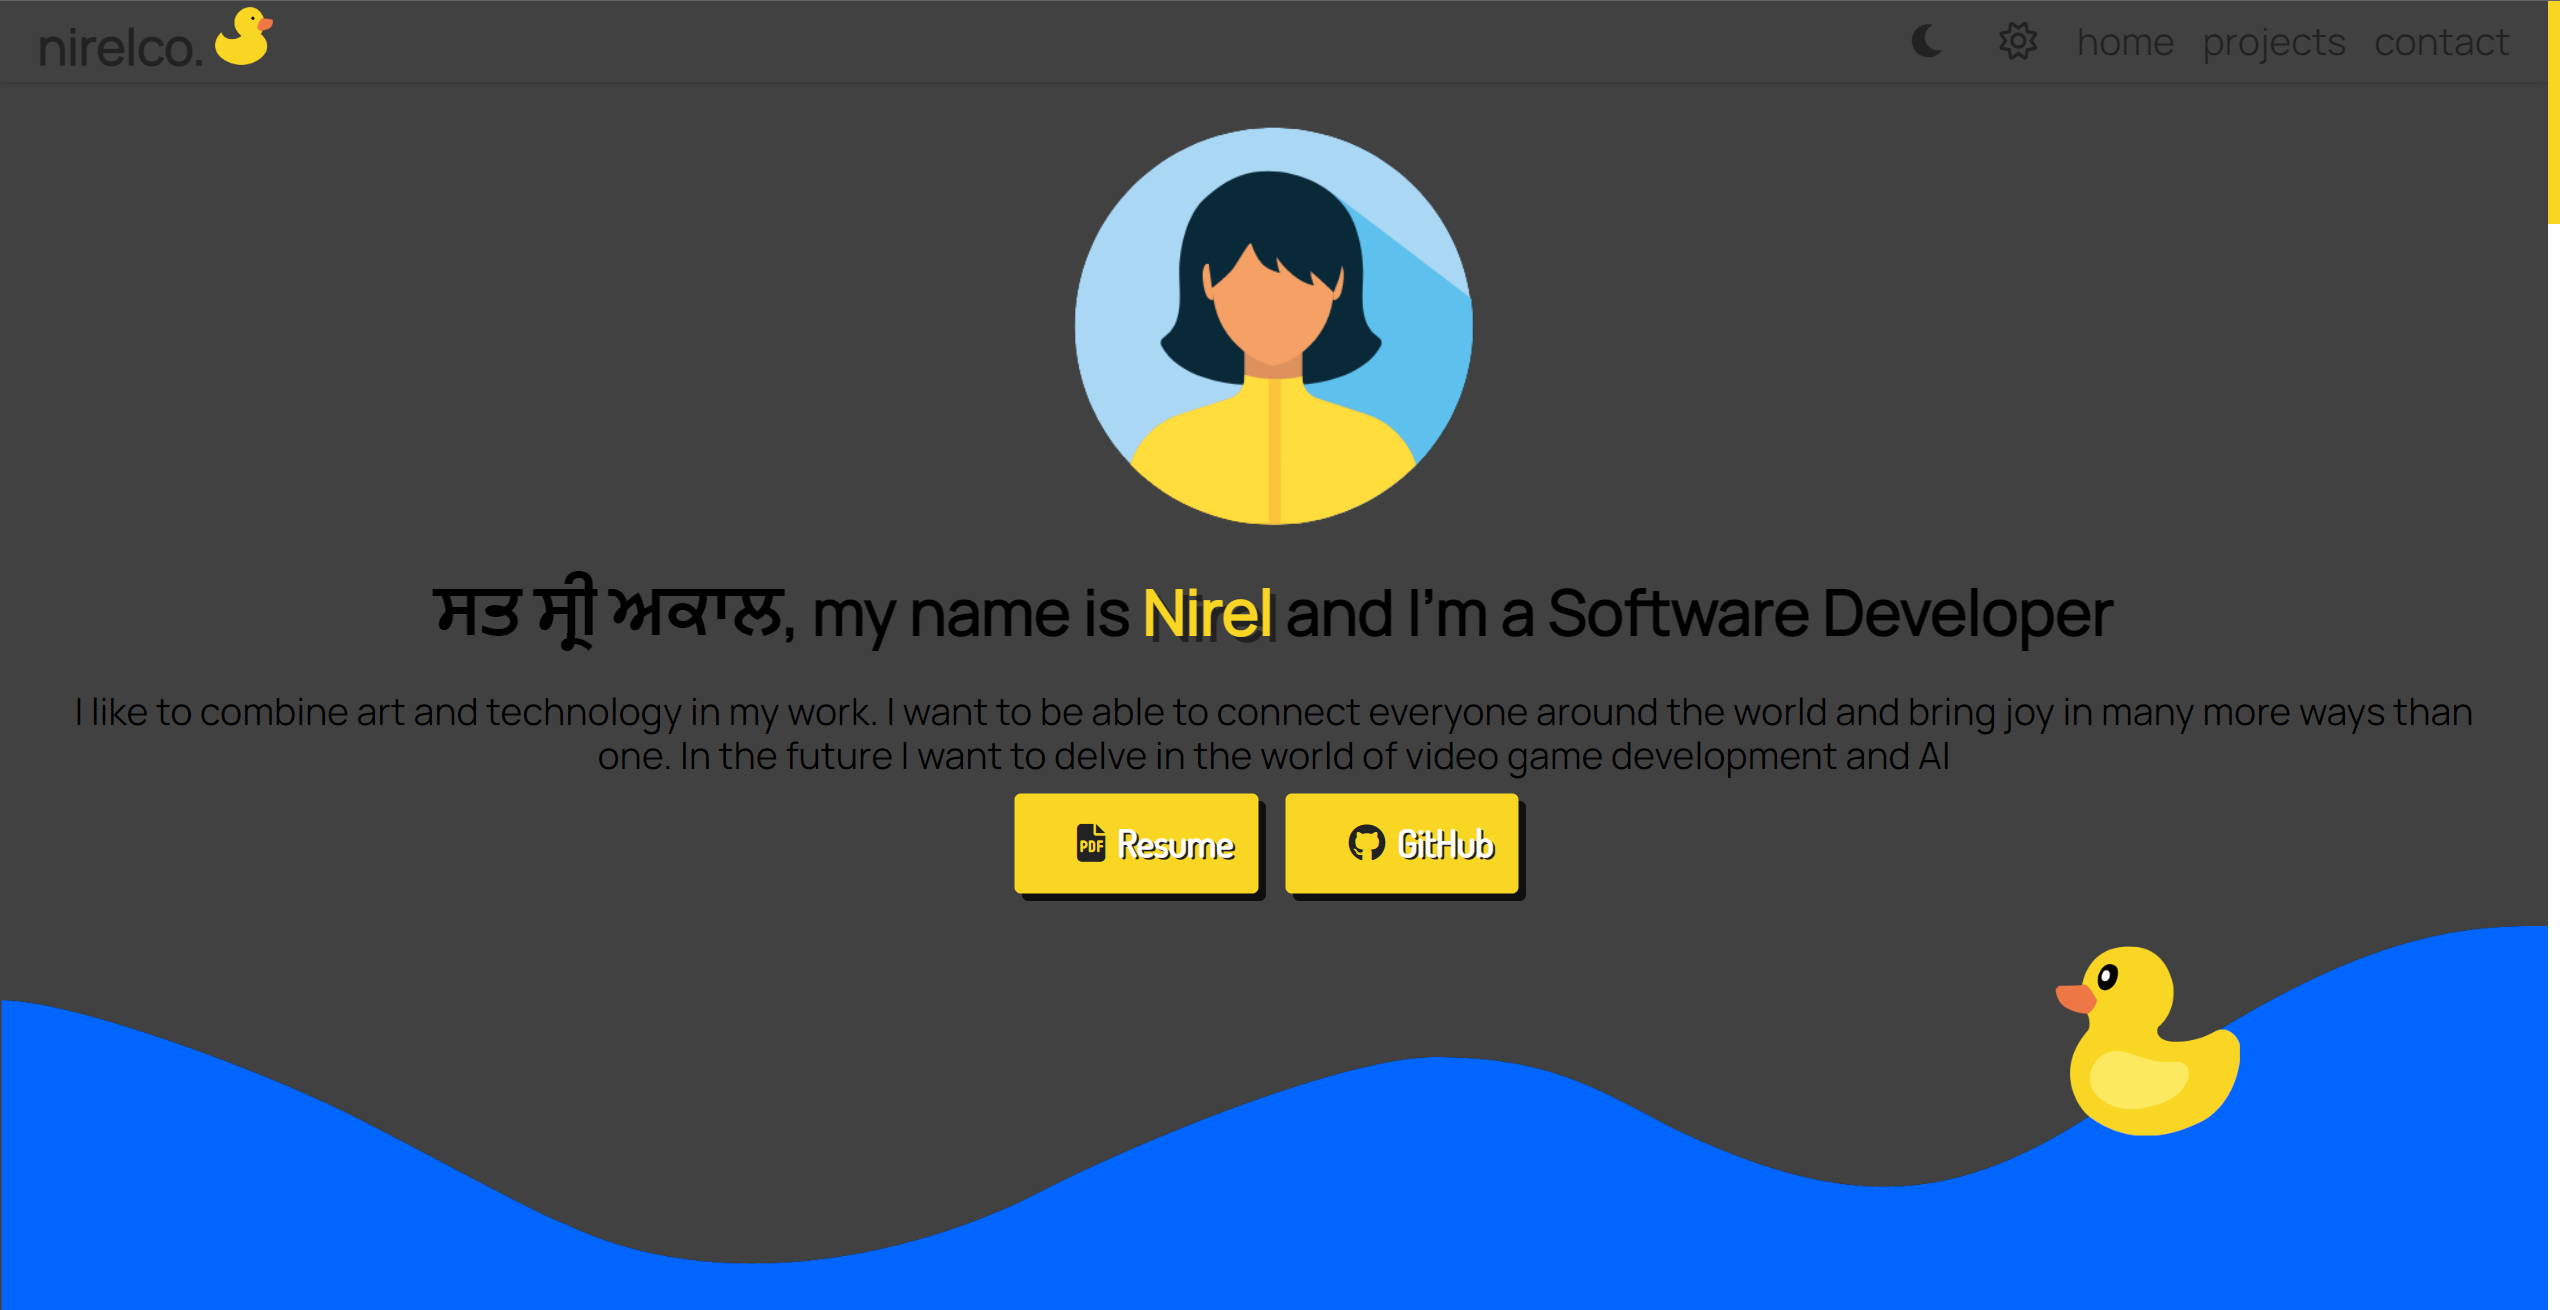 nirelco.
home projects contact
ਸਤ ਸ੍ਰੀ ਅਕਾਲ, my name is Nirel and I'm a Software Developer
I like to combine art and technology in my work. I want to be able to connect everyone around the world and bring joy in many more ways than
one. In the future I want to delve in the world of video game development and AI
PDF Resume GitHub